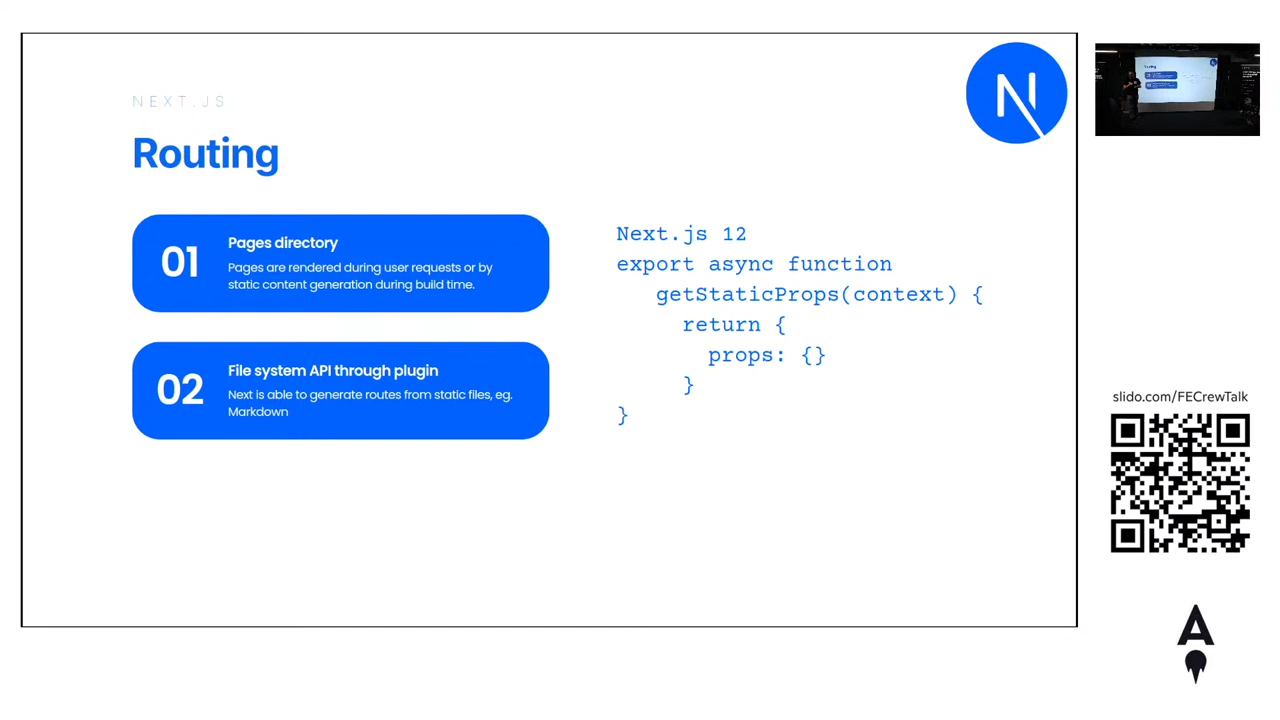 NEXT.JS
Routing
01
Pages directory
Pages are rendered during user requests or by
static content generation during build time.
02
File system API through plugin
Next is able to generate routes from static files, eg.
Markdown
Next.js 12
export async function
getStaticProps(context) {
return {
props: {}
}
}
slido.com/FECrewTalk